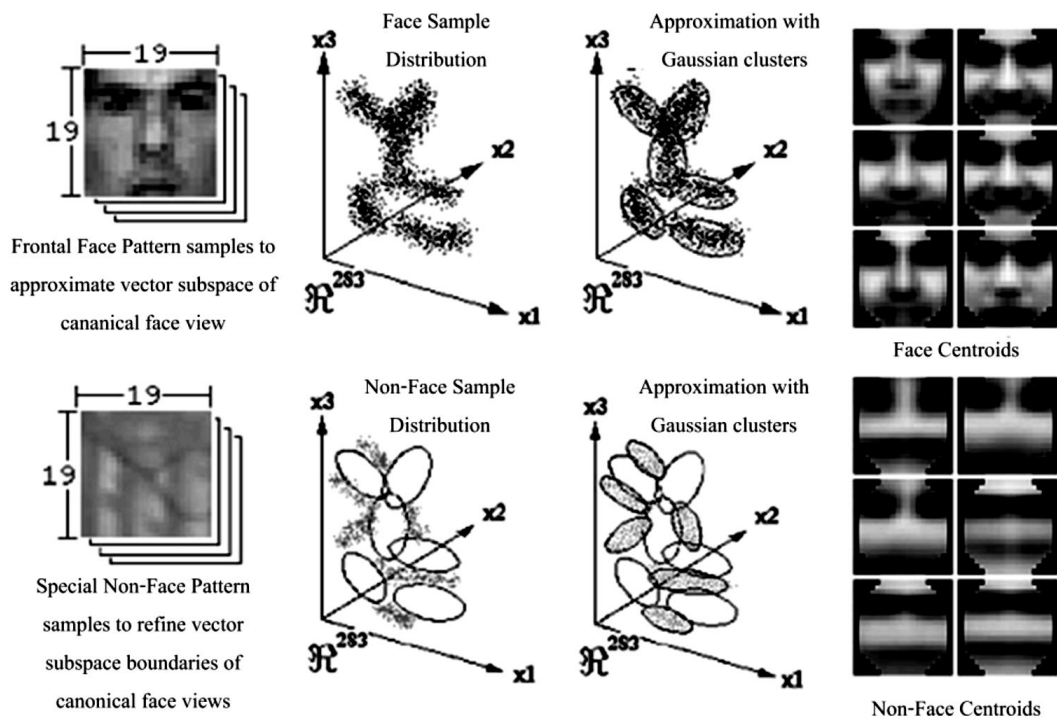 19
19
Frontal Face Pattern samples to
approximate vector subspace of
cananical face view
Face Sample
Distribution
x3
x2
x1
ℜ283
Approximation with
Gaussian clusters
x3
x2
x1
ℜ283
Face Centroids
19
19
Special Non-Face Pattern
samples to refine vector
subspace boundaries of
canonical face views
Non-Face Sample
Distribution
x3
x2
x1
ℜ283
Approximation with
Gaussian clusters
x3
x2
x1
ℜ283
Non-Face Centroids